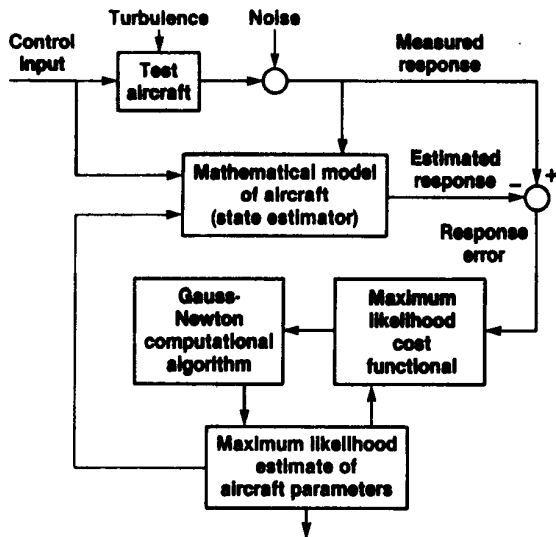 Turbulence
Noise
Control
input
Test
aircraft
Measured
response
Mathematical model
of aircraft
(state estimator)
Estimated
response
+
−
Response
error
Gauss-
Newton
computational
algorithm
Maximum
likelihood
cost
functional
Maximum likelihood
estimate of
aircraft parameters